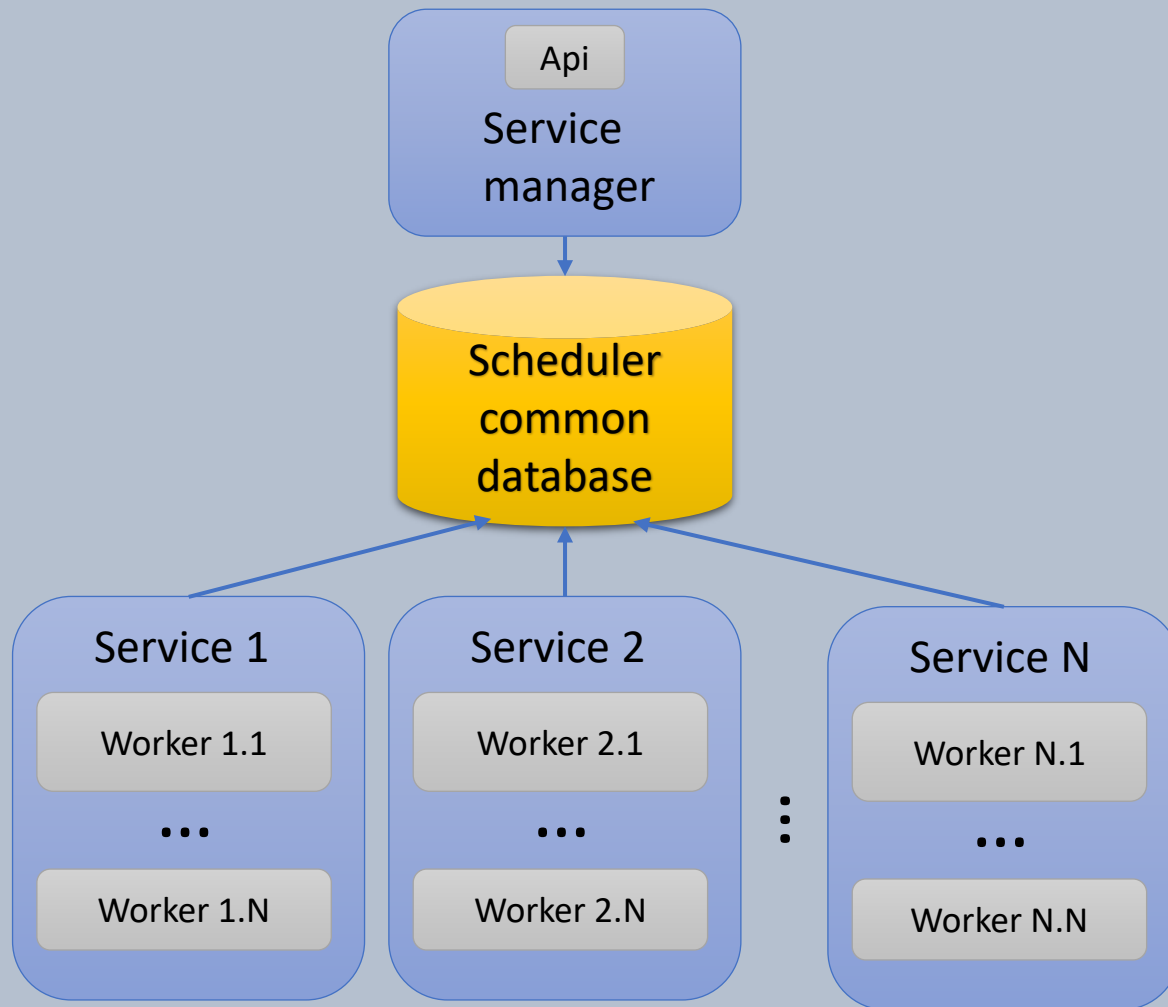 Api
Service
manager
Scheduler
common
database
Service 1
Worker 1.1
...
Worker 1.N
Service 2
Worker 2.1
...
Worker 2.N
...
Service N
Worker N.1
...
Worker N.N